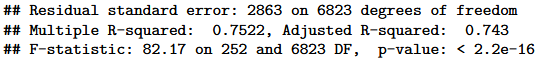 ## Residual standard error: 2863 on 6823 degrees of freedom
## Multiple R-squared:  0.7522, Adjusted R-squared:  0.743
## F-statistic: 82.17 on 252 and 6823 DF,  p-value: < 2.2e-16